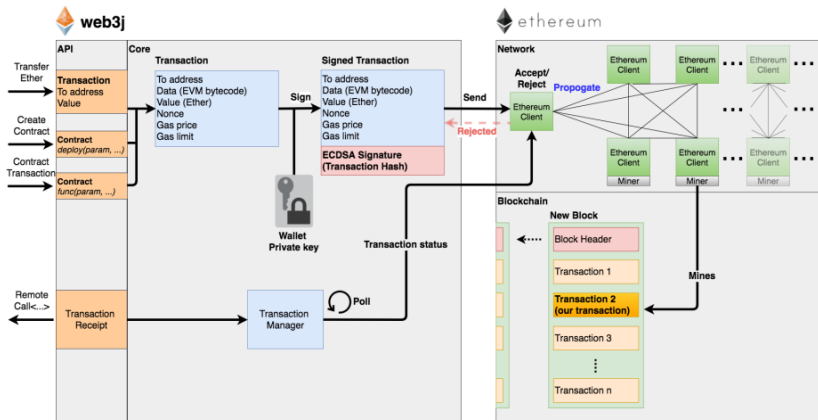 web3j
ethereum
API
Core
Network
Transfer
Ether
Create
Contract
Contract
Transaction
Transaction
To address
Value
Contract
deploy(param, ...)
Contract
func(param, ...)
Transaction
To address
Data (EVM bytecode)
Value (Ether)
Nonce
Gas price
Gas limit
Sign
Signed Transaction
To address
Data (EVM bytecode)
Value (Ether)
Nonce
Gas price
Gas limit
ECDSA Signature
(Transaction Hash)
Wallet
Private key
Send
Rejected
Accept/
Reject
Ethereum
Client
Propogate
Ethereum
Client
Ethereum
Client
Ethereum
Client
Ethereum
Client
Miner
Ethereum
Client
Miner
Ethereum
Client
Miner
Transaction status
Mines
Blockchain
New Block
Block Header
Transaction 1
Transaction 2
(our transaction)
Transaction 3
Transaction n
Remote
Call<...>
Transaction
Receipt
Transaction
Manager
Poll